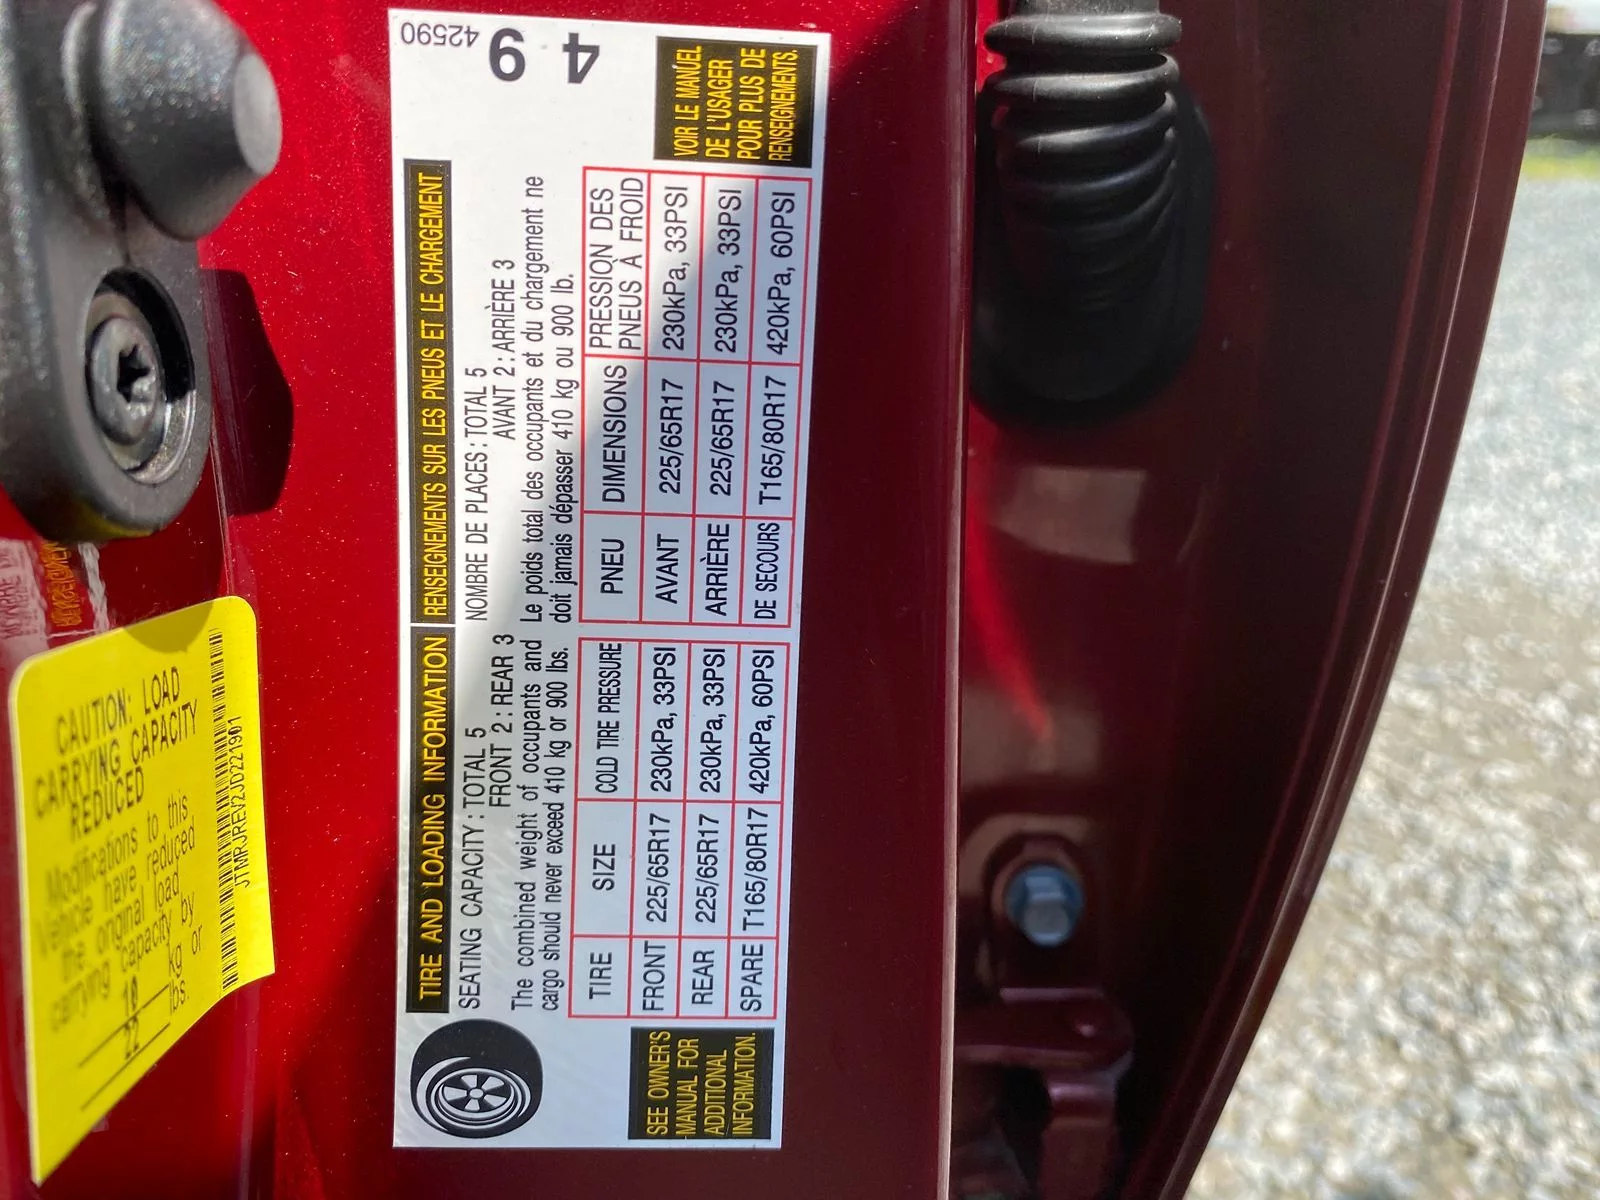 CAUTION: LOAD
CARRYING CAPACITY
REDUCED
Modifications to this
vehicle have reduced
the original load
carrying capacity by
10 kg or
22 lbs.
JTMRJREV2JD221901
TIRE AND LOADING INFORMATION
SEATING CAPACITY : TOTAL 5
FRONT 2 : REAR 3
The combined weight of occupants and
cargo should never exceed 410 kg or 900 lbs.
TIRE SIZE COLD TIRE PRESSURE
FRONT 225/65R17 230kPa, 33PSI
REAR 225/65R17 230kPa, 33PSI
SPARE T165/80R17 420kPa, 60PSI
SEE OWNER'S
MANUAL FOR
ADDITIONAL
INFORMATION.
RENSEIGNEMENTS SUR LES PNEUS ET LE CHARGEMENT
NOMBRE DE PLACES : TOTAL 5
AVANT 2 : ARRIÈRE 3
Le poids total des occupants et du chargement ne
doit jamais dépasser 410 kg ou 900 lb.
PNEU DIMENSIONS PRESSION DES
PNEUS À FROID
AVANT 225/65R17 230kPa, 33PSI
ARRIÈRE 225/65R17 230kPa, 33PSI
DE SECOURS T165/80R17 420kPa, 60PSI
VOIR LE MANUEL
DE L'USAGER
POUR PLUS DE
RENSEIGNEMENTS.
42590
49